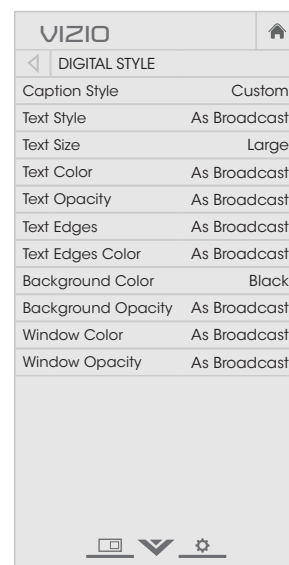 VIZIO
DIGITAL STYLE
Caption Style Custom
Text Style As Broadcast
Text Size Large
Text Color As Broadcast
Text Opacity As Broadcast
Text Edges As Broadcast
Text Edges Color As Broadcast
Background Color Black
Background Opacity As Broadcast
Window Color As Broadcast
Window Opacity As Broadcast